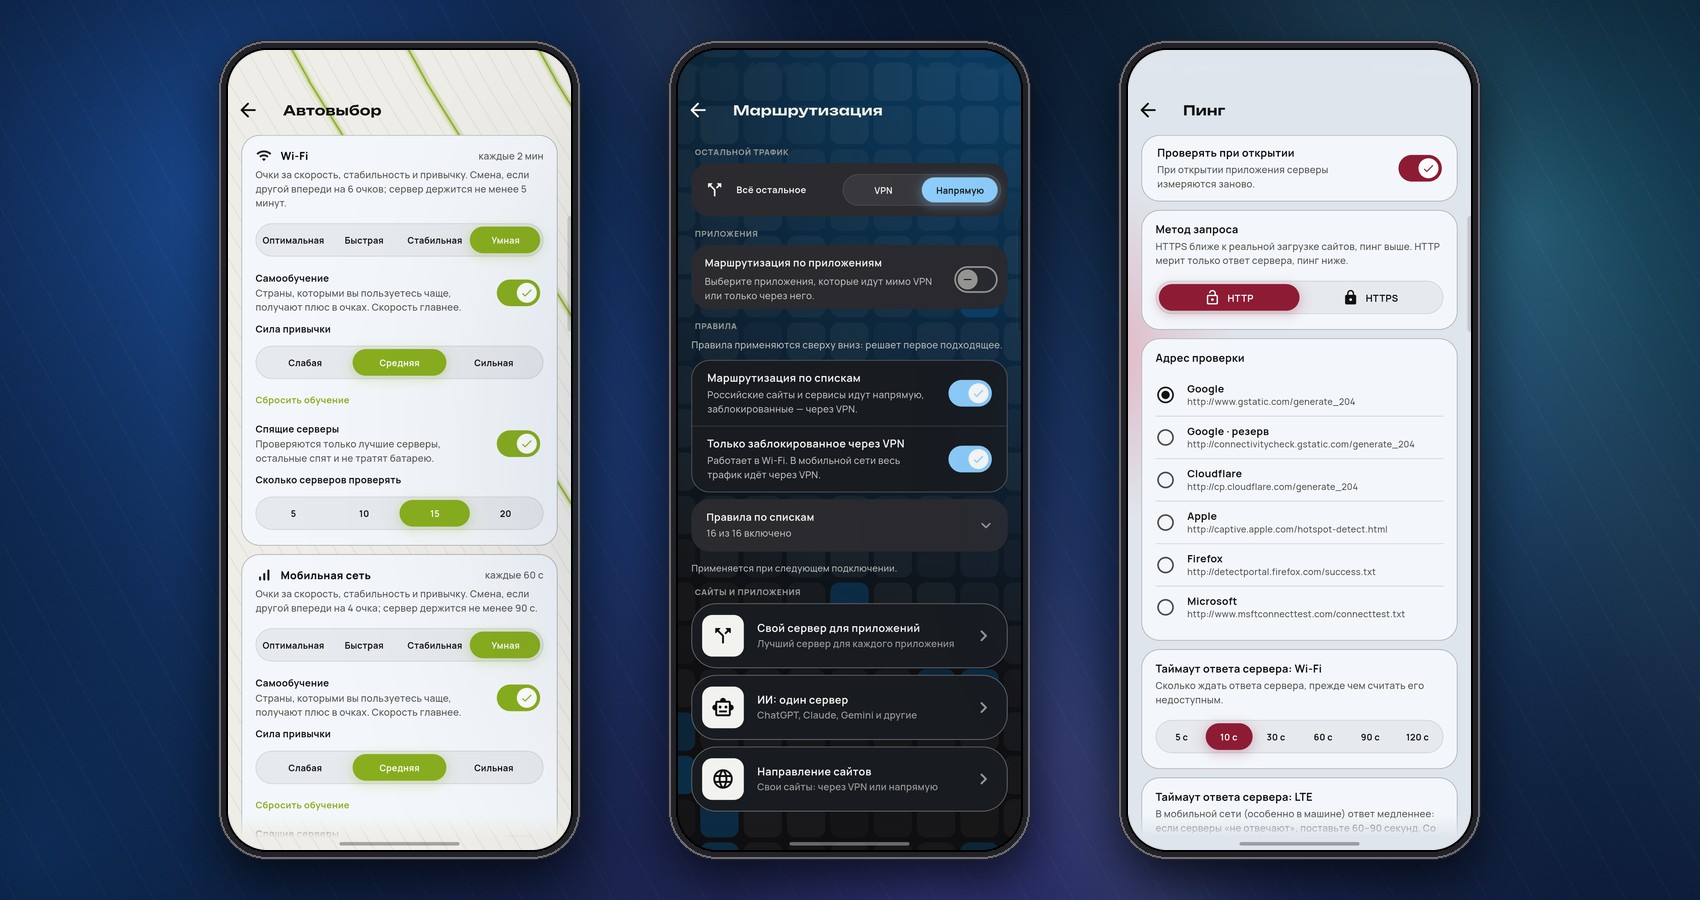 Автовыбор
Wi-Fi
каждые 2 мин
Очки за скорость, стабильность и привычку. Смена, если
другой впереди на 6 очков; сервер держится не менее 5
минут.
Оптимальная Быстрая Стабильная Умная
Самообучение
Страны, которыми вы пользуетесь чаще,
получают плюс в очках. Скорость главнее.
Сила привычки
Слабая Средняя Сильная
Сбросить обучение
Спящие серверы
Проверяются только лучшие серверы,
остальные спят и не тратят батарею.
Сколько серверов проверять
5 10 15 20
Мобильная сеть
каждые 60 с
Очки за скорость, стабильность и привычку. Смена, если
другой впереди на 4 очка; сервер держится не менее 90 с.
Оптимальная Быстрая Стабильная Умная
Самообучение
Страны, которыми вы пользуетесь чаще,
получают плюс в очках. Скорость главнее.
Сила привычки
Слабая Средняя Сильная
Сбросить обучение
Спящие серверы
Маршрутизация
ОСТАЛЬНОЙ ТРАФИК
Всё остальное VPN Напрямую
ПРИЛОЖЕНИЯ
Маршрутизация по приложениям
Выберите приложения, которые идут мимо VPN
или только через него.
ПРАВИЛА
Правила применяются сверху вниз: решает первое подходящее.
Маршрутизация по спискам
Российские сайты и сервисы идут напрямую,
заблокированные — через VPN.
Только заблокированное через VPN
Работает в Wi-Fi. В мобильной сети весь
трафик идёт через VPN.
Правила по спискам
16 из 16 включено
Применяется при следующем подключении.
САЙТЫ И ПРИЛОЖЕНИЯ
Свой сервер для приложений
Лучший сервер для каждого приложения
ИИ: один сервер
ChatGPT, Claude, Gemini и другие
Направление сайтов
Свои сайты: через VPN или напрямую
Пинг
Проверять при открытии
При открытии приложения серверы
измеряются заново.
Метод запроса
HTTPS ближе к реальной загрузке сайтов, пинг выше. HTTP
мерит только ответ сервера, пинг ниже.
HTTP HTTPS
Адрес проверки
Google
http://www.gstatic.com/generate_204
Google · резерв
http://connectivitycheck.gstatic.com/generate_204
Cloudflare
http://cp.cloudflare.com/generate_204
Apple
http://captive.apple.com/hotspot-detect.html
Firefox
http://detectportal.firefox.com/success.txt
Microsoft
http://www.msftconnecttest.com/connecttest.txt
Таймаут ответа сервера: Wi-Fi
Сколько ждать ответа сервера, прежде чем считать его
недоступным.
5 с 10 с 30 с 60 с 90 с 120 с
Таймаут ответа сервера: LTE
В мобильной сети (особенно в машине) ответ медленнее:
если серверы «не отвечают», поставьте 60–90 секунд. Со